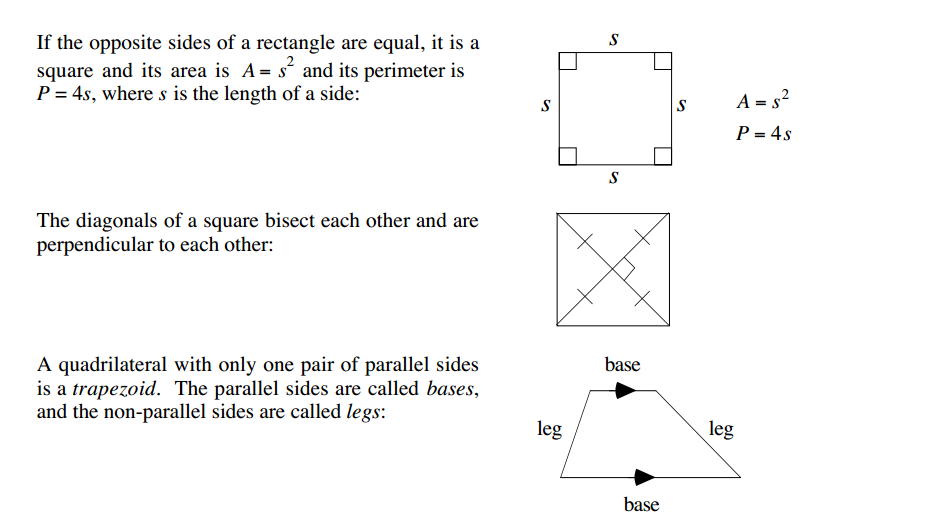 If the opposite sides of a rectangle are equal, it is a
square and its area is A = s² and its perimeter is
P = 4s, where s is the length of a side:
s
s
s
s
A = s²
P = 4s
The diagonals of a square bisect each other and are
perpendicular to each other:
A quadrilateral with only one pair of parallel sides
is a trapezoid. The parallel sides are called bases,
and the non-parallel sides are called legs:
base
leg
leg
base